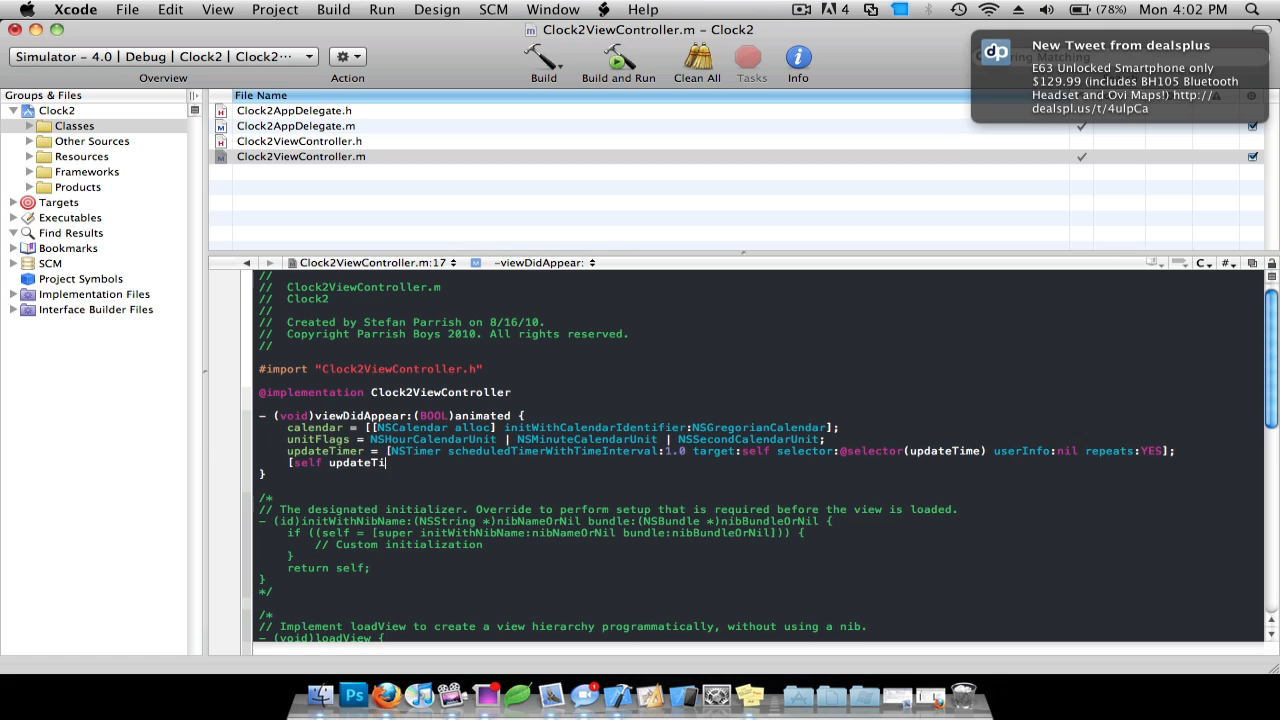 Xcode File Edit View Project Build Run Design SCM Window Help 4 (78%) Mon 4:02 PM
Clock2ViewController.m – Clock2
Simulator - 4.0 | Debug | Clock2 | Clock2···
Overview Action Build Build and Run Clean All Tasks Info
New Tweet from dealsplus
dp
E63 Unlocked Smartphone only
$129.99 (includes BH105 Bluetooth
Headset and Ovi Maps!) http://
dealspl.us/t/4ulpCa
Groups & Files
Clock2
Classes
Other Sources
Resources
Frameworks
Products
Targets
Executables
Find Results
Bookmarks
SCM
Project Symbols
Implementation Files
Interface Builder Files
File Name
Clock2AppDelegate.h
Clock2AppDelegate.m
Clock2ViewController.h
Clock2ViewController.m
Clock2ViewController.m:17 -viewDidAppear: C #
//
// Clock2ViewController.m
// Clock2
//
// Created by Stefan Parrish on 8/16/10.
// Copyright Parrish Boys 2010. All rights reserved.
//
#import "Clock2ViewController.h"
@implementation Clock2ViewController
- (void)viewDidAppear:(BOOL)animated {
calendar = [[NSCalendar alloc] initWithCalendarIdentifier:NSGregorianCalendar];
unitFlags = NSHourCalendarUnit | NSMinuteCalendarUnit | NSSecondCalendarUnit;
updateTimer = [NSTimer scheduledTimerWithTimeInterval:1.0 target:self selector:@selector(updateTime) userInfo:nil repeats:YES];
[self updateTi
}
/*
// The designated initializer. Override to perform setup that is required before the view is loaded.
- (id)initWithNibName:(NSString *)nibNameOrNil bundle:(NSBundle *)nibBundleOrNil {
if ((self = [super initWithNibName:nibNameOrNil bundle:nibBundleOrNil])) {
// Custom initialization
}
return self;
}
*/
/*
// Implement loadView to create a view hierarchy programmatically, without using a nib.
- (void)loadView {
Ps